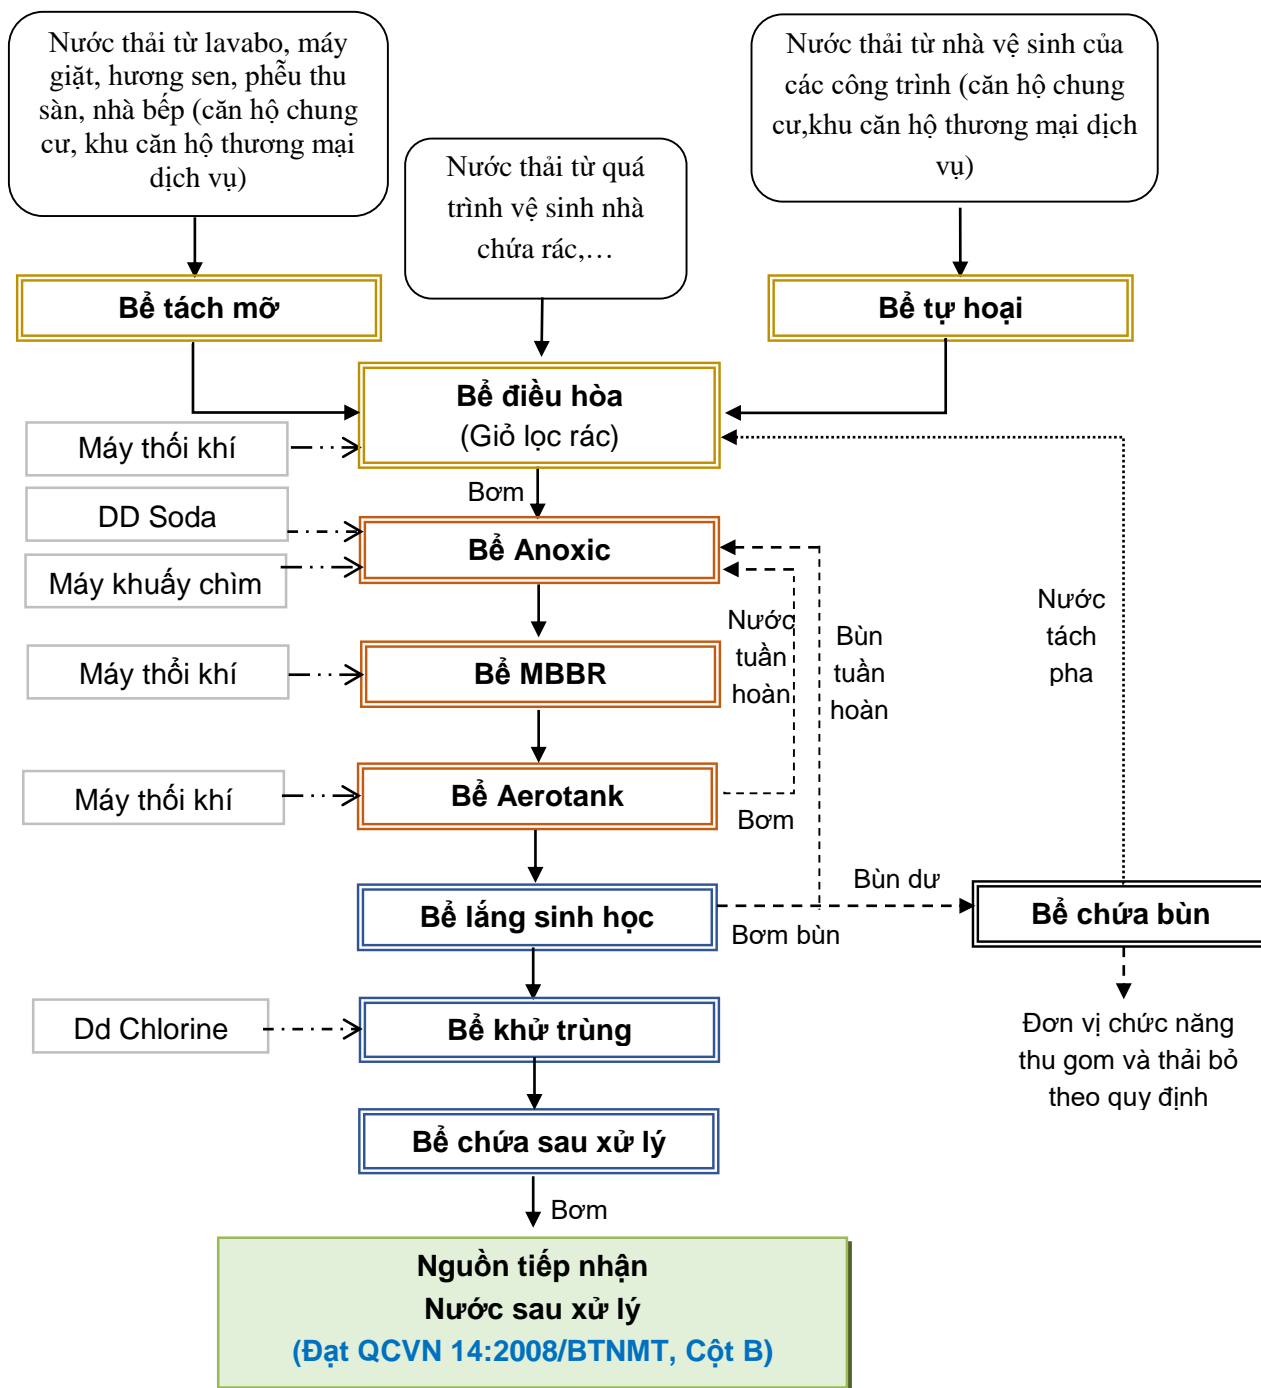 Nước thải từ lavabo, máy
giặt, hương sen, phễu thu
sàn, nhà bếp (căn hộ chung
cư, khu căn hộ thương mại
dịch vụ)
Nước thải từ quá
trình vệ sinh nhà
chứa rác,…
Nước thải từ nhà vệ sinh của
các công trình (căn hộ chung
cư,khu căn hộ thương mại dịch
vụ)
Bể tách mỡ
Bể tự hoại
Bể điều hòa
(Giỏ lọc rác)
Máy thổi khí
Bơm
DD Soda
Bể Anoxic
Máy khuấy chìm
Nước
tuần
hoàn
Bùn
tuần
hoàn
Nước
tách
pha
Máy thổi khí
Bể MBBR
Máy thổi khí
Bể Aerotank
Bơm
Bùn dư
Bể lắng sinh học
Bơm bùn
Bể chứa bùn
Dd Chlorine
Bể khử trùng
Đơn vị chức năng
thu gom và thải bỏ
theo quy định
Bể chứa sau xử lý
Bơm
Nguồn tiếp nhận
Nước sau xử lý
(Đạt QCVN 14:2008/BTNMT, Cột B)